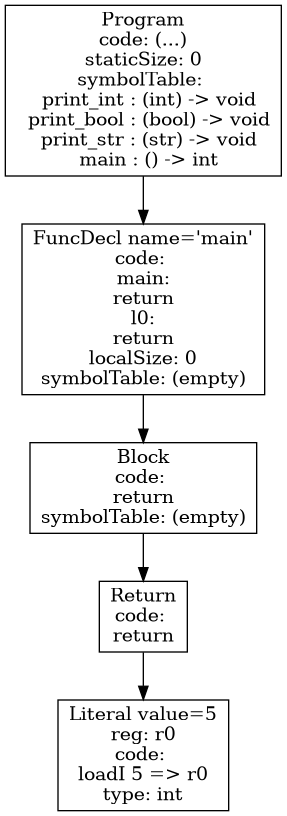 Program
code: (...)
staticSize: 0
symbolTable:
print_int : (int) -> void
print_bool : (bool) -> void
print_str : (str) -> void
main : () -> int
FuncDecl name='main'
code:
main:
return
l0:
return
localSize: 0
symbolTable: (empty)
Block
code:
return
symbolTable: (empty)
Return
code:
return
Literal value=5
reg: r0
code:
loadI 5 => r0
type: int